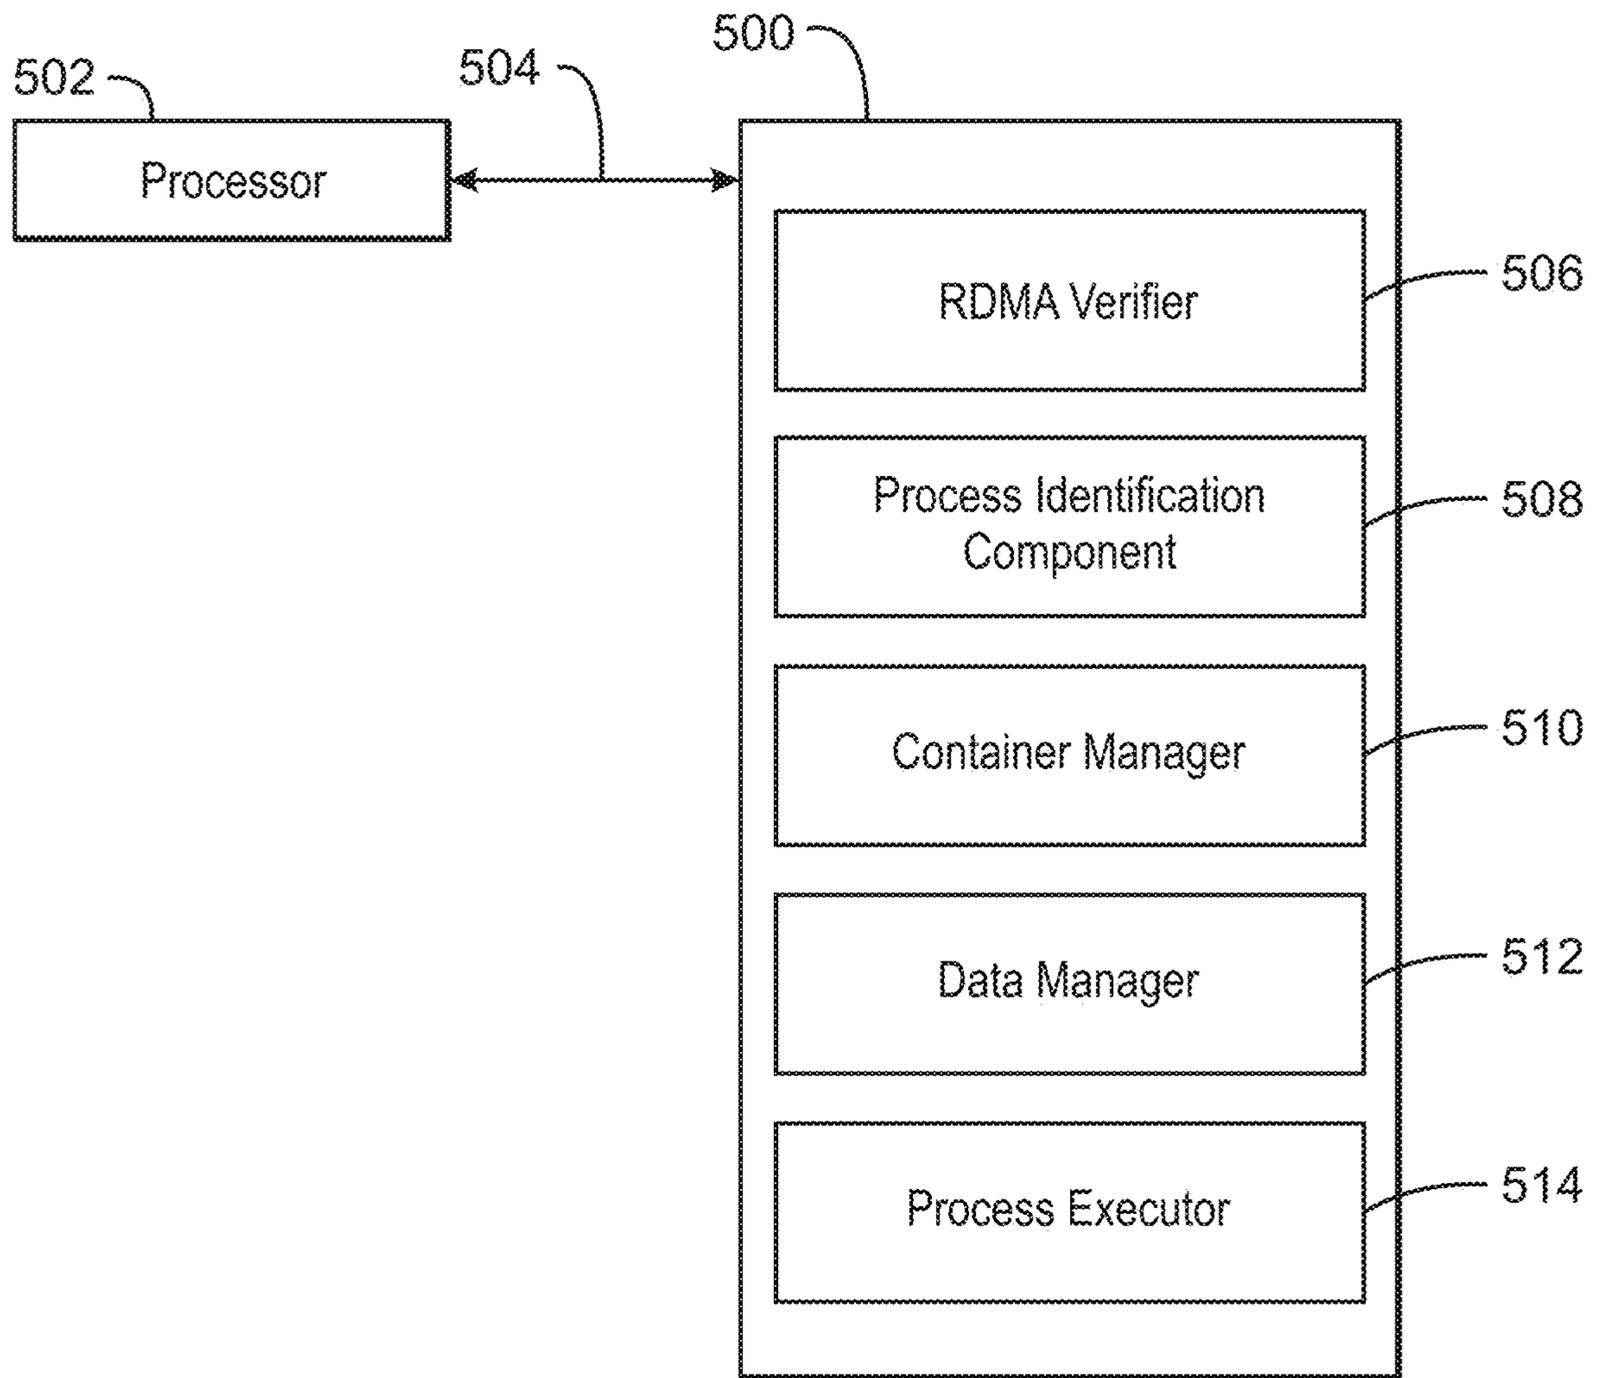 500
504
502
Processor
RDMA Verifier
506
Process Identification
Component
508
Container Manager
510
Data Manager
512
Process Executor
514